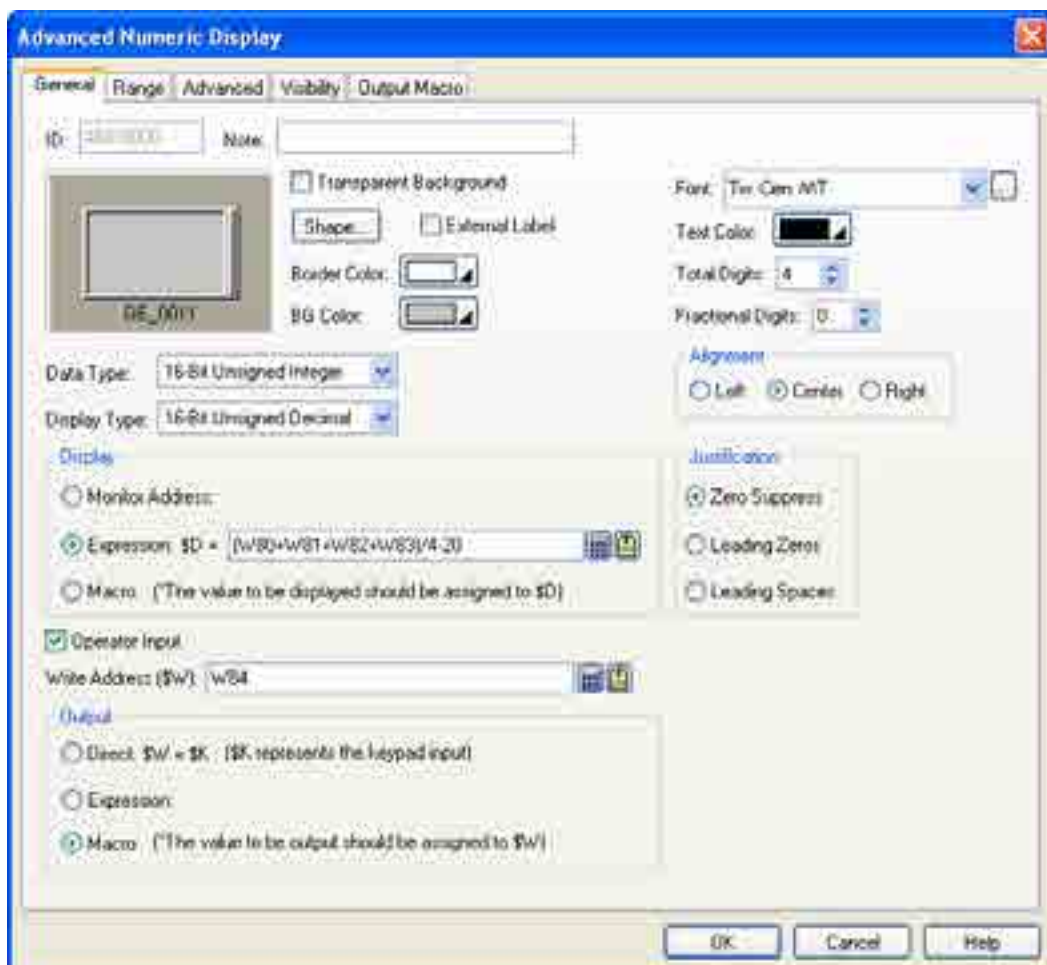 Advanced Numeric Display
General Range Advanced Visibility Output Macro
ID: Note:
Transparent Background
Font: Tw Cen MT
Shape... External Label
Text Color:
Border Color:
Total Digits: 4
DE_0011
BG Color:
Fractional Digits: 0
Data Type: 16-Bit Unsigned Integer
Alignment
Left Center Right
Display Type: 16-Bit Unsigned Decimal
Display
Justification
Monitor Address:
Zero Suppress
Expression: $D = (W80+W81+W82+W83)/4-20
Leading Zeros
Macro ("The value to be displayed should be assigned to $D)
Leading Spaces
Operator Input
Write Address ($W): W84
Output
Direct: $W = $K ($K represents the keypad input)
Expression:
Macro ("The value to be output should be assigned to $W)
OK Cancel Help